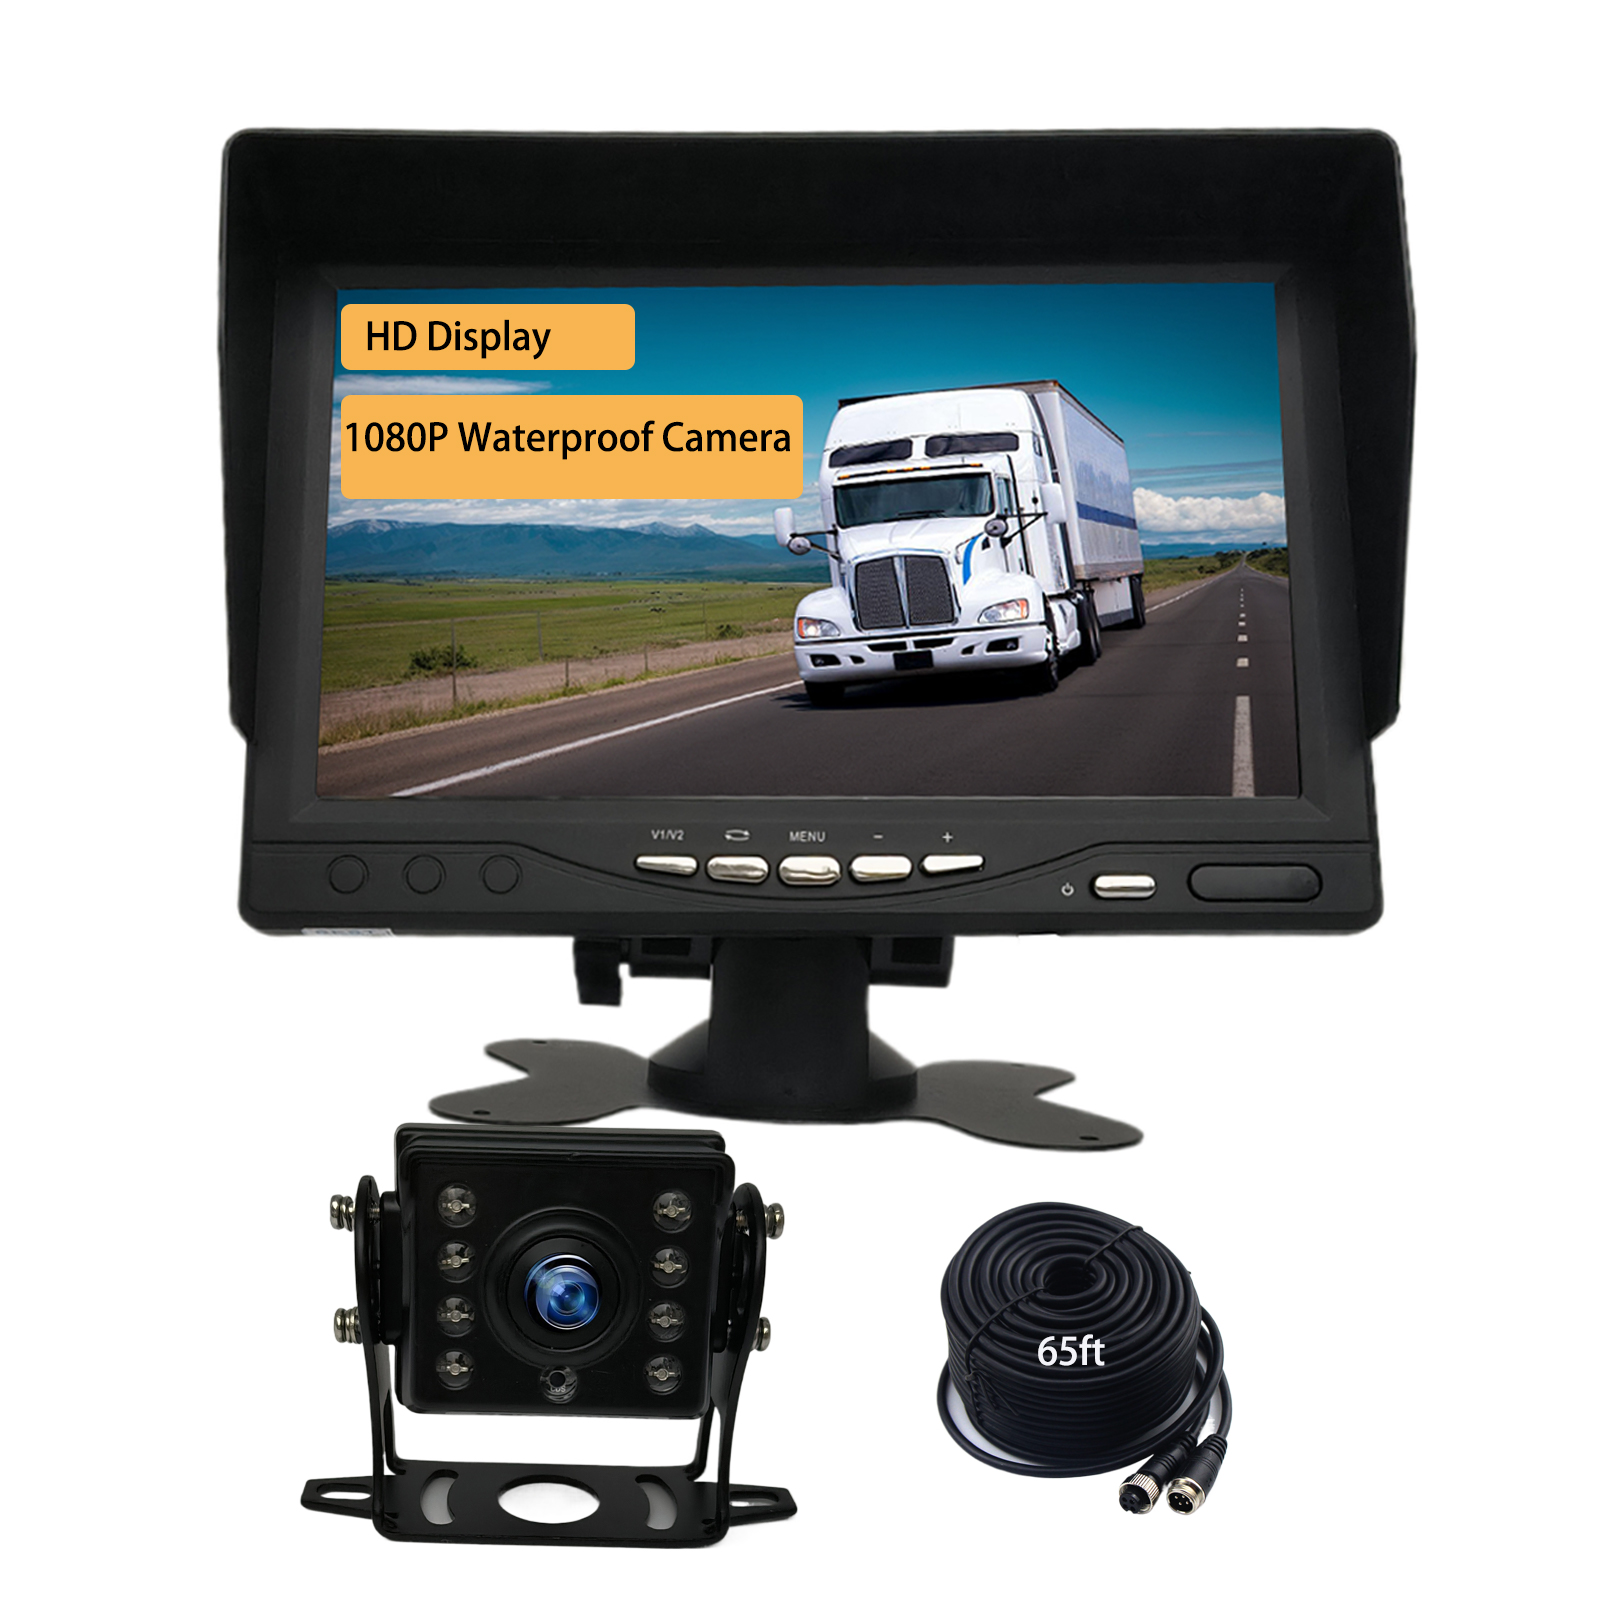 HD Display
1080P Waterproof Camera
V1/V2
MENU
-
+
65ft